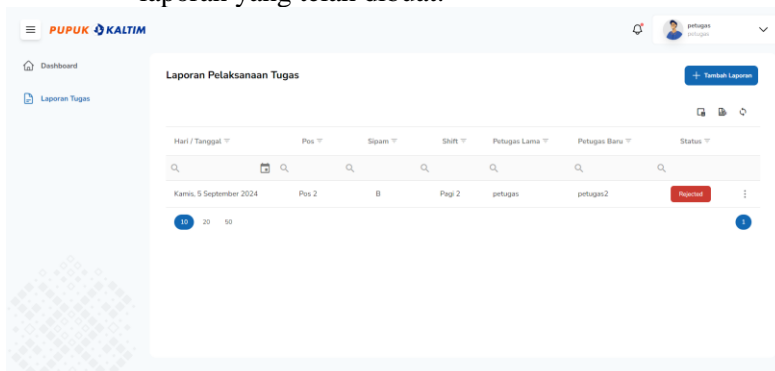 laporan yang telah dibuat.
PUPUK KALTIM
petugas
petugas
Dashboard
Laporan Tugas
Laporan Pelaksanaan Tugas
+ Tambah Laporan
Hari / Tanggal Pos Sipam Shift Petugas Lama Petugas Baru Status
Kamis, 5 September 2024 Pos 2 B Pagi 2 petugas petugas2 Rejected
10 20 50 1